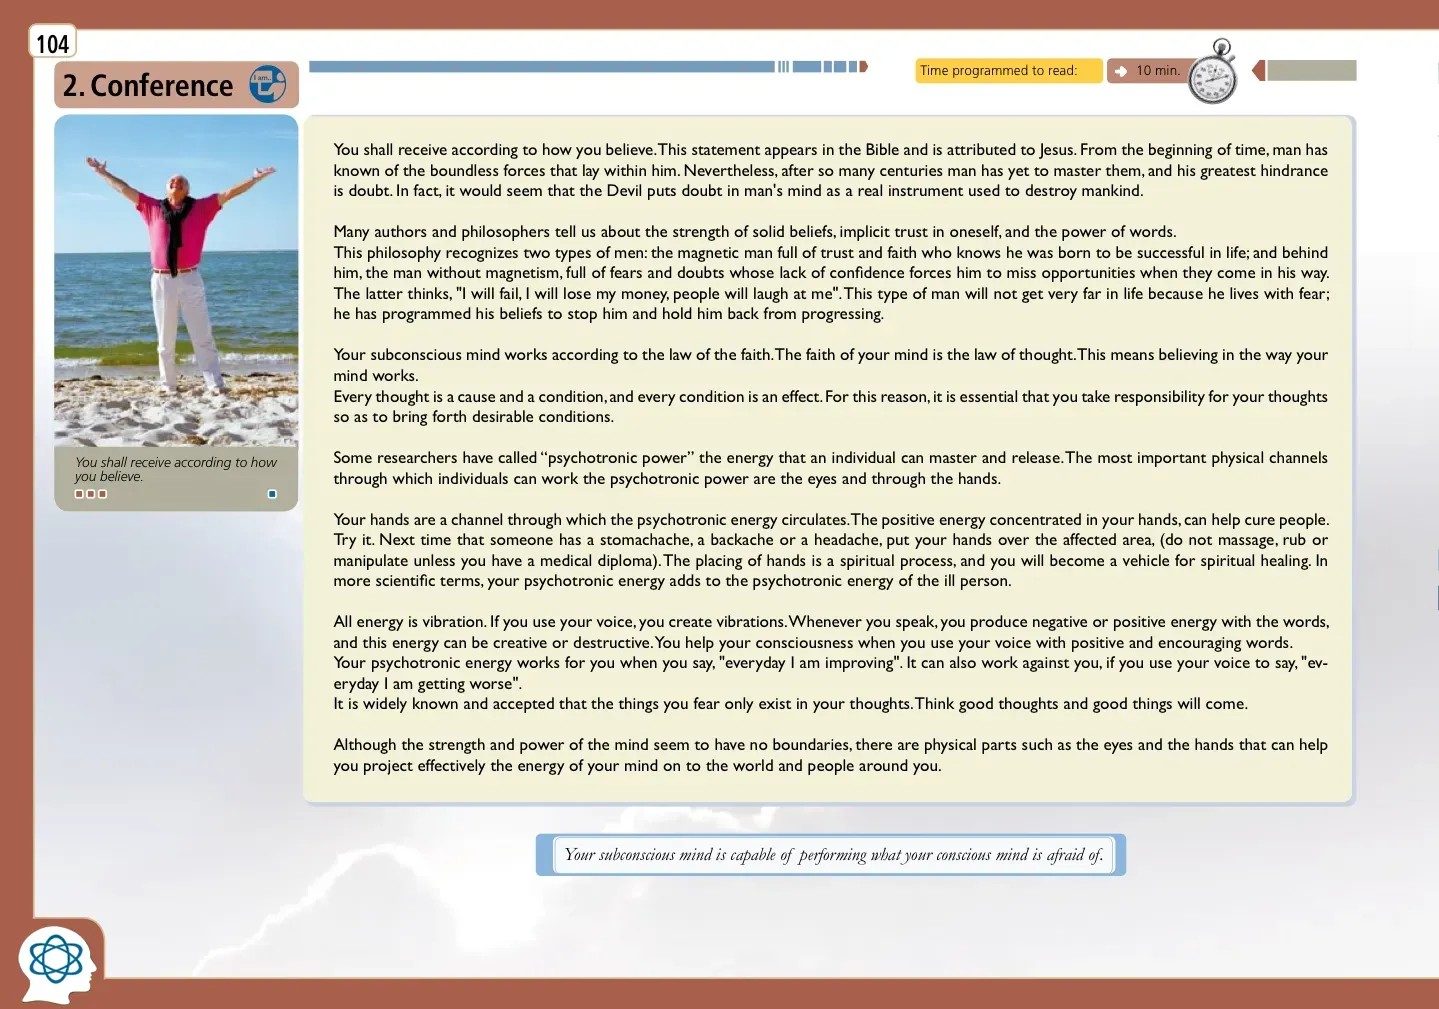 104
2. Conference
I am...
Time programmed to read:
10 min.
You shall receive according to how you believe. This statement appears in the Bible and is attributed to Jesus. From the beginning of time, man has
known of the boundless forces that lay within him. Nevertheless, after so many centuries man has yet to master them, and his greatest hindrance
is doubt. In fact, it would seem that the Devil puts doubt in man's mind as a real instrument used to destroy mankind.
Many authors and philosophers tell us about the strength of solid beliefs, implicit trust in oneself, and the power of words.
This philosophy recognizes two types of men: the magnetic man full of trust and faith who knows he was born to be successful in life; and behind
him, the man without magnetism, full of fears and doubts whose lack of confidence forces him to miss opportunities when they come in his way.
The latter thinks, "I will fail, I will lose my money, people will laugh at me". This type of man will not get very far in life because he lives with fear;
he has programmed his beliefs to stop him and hold him back from progressing.
Your subconscious mind works according to the law of the faith. The faith of your mind is the law of thought. This means believing in the way your
mind works.
Every thought is a cause and a condition, and every condition is an effect. For this reason, it is essential that you take responsibility for your thoughts
so as to bring forth desirable conditions.
Some researchers have called “psychotronic power” the energy that an individual can master and release. The most important physical channels
through which individuals can work the psychotronic power are the eyes and through the hands.
Your hands are a channel through which the psychotronic energy circulates. The positive energy concentrated in your hands, can help cure people.
Try it. Next time that someone has a stomachache, a backache or a headache, put your hands over the affected area, (do not massage, rub or
manipulate unless you have a medical diploma). The placing of hands is a spiritual process, and you will become a vehicle for spiritual healing. In
more scientific terms, your psychotronic energy adds to the psychotronic energy of the ill person.
All energy is vibration. If you use your voice, you create vibrations. Whenever you speak, you produce negative or positive energy with the words,
and this energy can be creative or destructive. You help your consciousness when you use your voice with positive and encouraging words.
Your psychotronic energy works for you when you say, "everyday I am improving". It can also work against you, if you use your voice to say, "ev-
eryday I am getting worse".
It is widely known and accepted that the things you fear only exist in your thoughts. Think good thoughts and good things will come.
Although the strength and power of the mind seem to have no boundaries, there are physical parts such as the eyes and the hands that can help
you project effectively the energy of your mind on to the world and people around you.
You shall receive according to how
you believe.
Your subconscious mind is capable of performing what your conscious mind is afraid of.